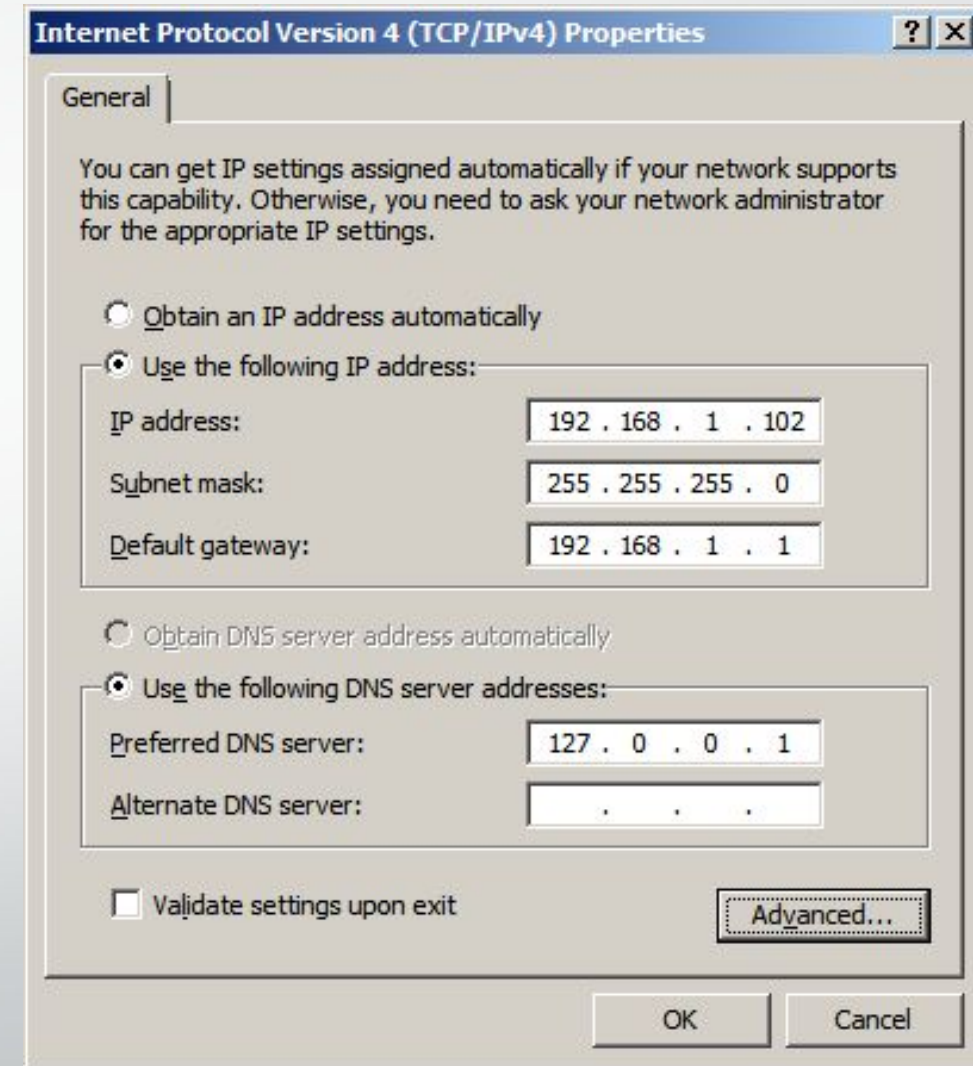 Internet Protocol Version 4 (TCP/IPv4) Properties
General
You can get IP settings assigned automatically if your network supports
this capability. Otherwise, you need to ask your network administrator
for the appropriate IP settings.
Obtain an IP address automatically
Use the following IP address:
IP address: 192 . 168 . 1 . 102
Subnet mask: 255 . 255 . 255 . 0
Default gateway: 192 . 168 . 1 . 1
Obtain DNS server address automatically
Use the following DNS server addresses:
Preferred DNS server: 127 . 0 . 0 . 1
Alternate DNS server: . . .
Validate settings upon exit
Advanced...
OK Cancel